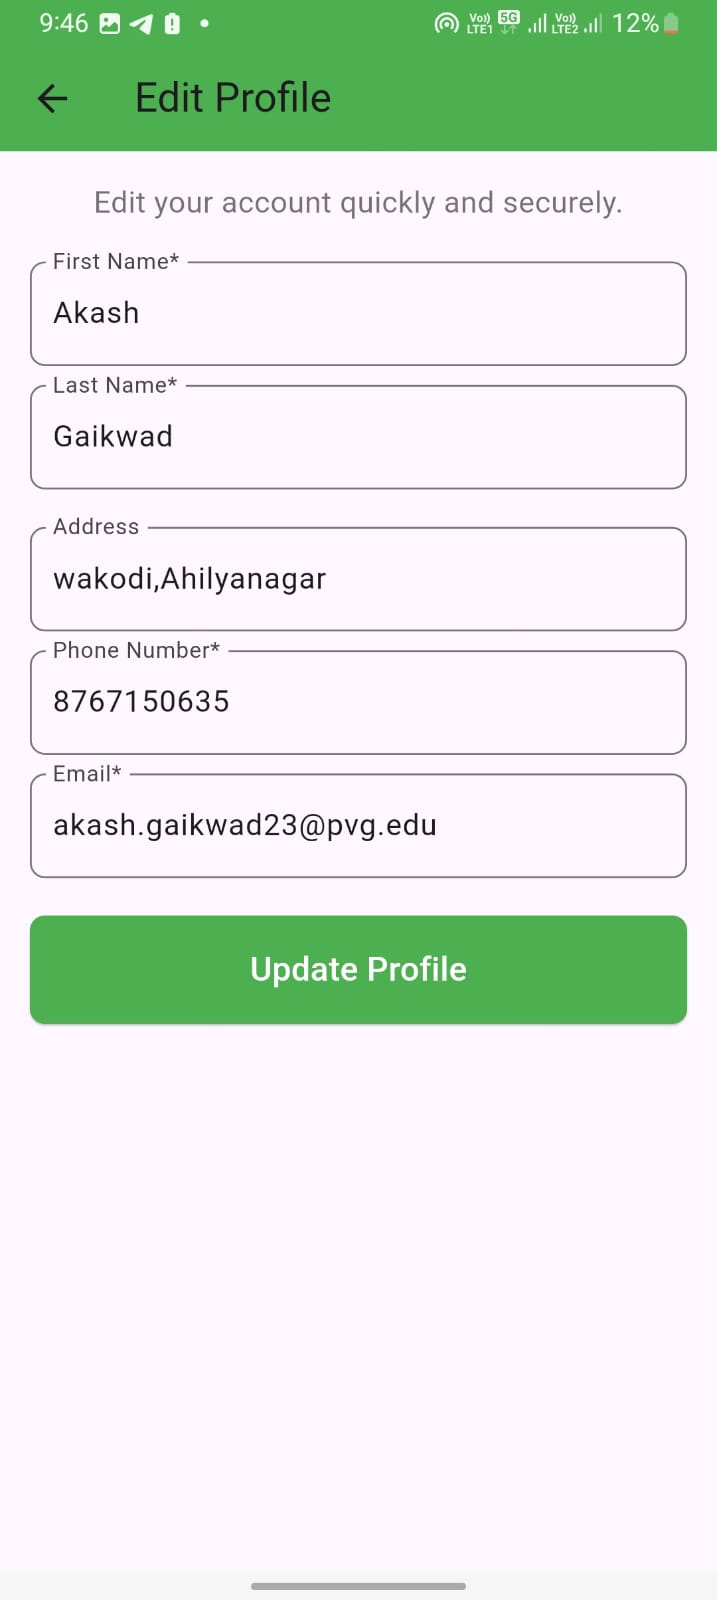 9:46
Vo)) LTE1 5G Vo)) LTE2 12%
Edit Profile
Edit your account quickly and securely.
First Name*
Akash
Last Name*
Gaikwad
Address
wakodi,Ahilyanagar
Phone Number*
8767150635
Email*
akash.gaikwad23@pvg.edu
Update Profile